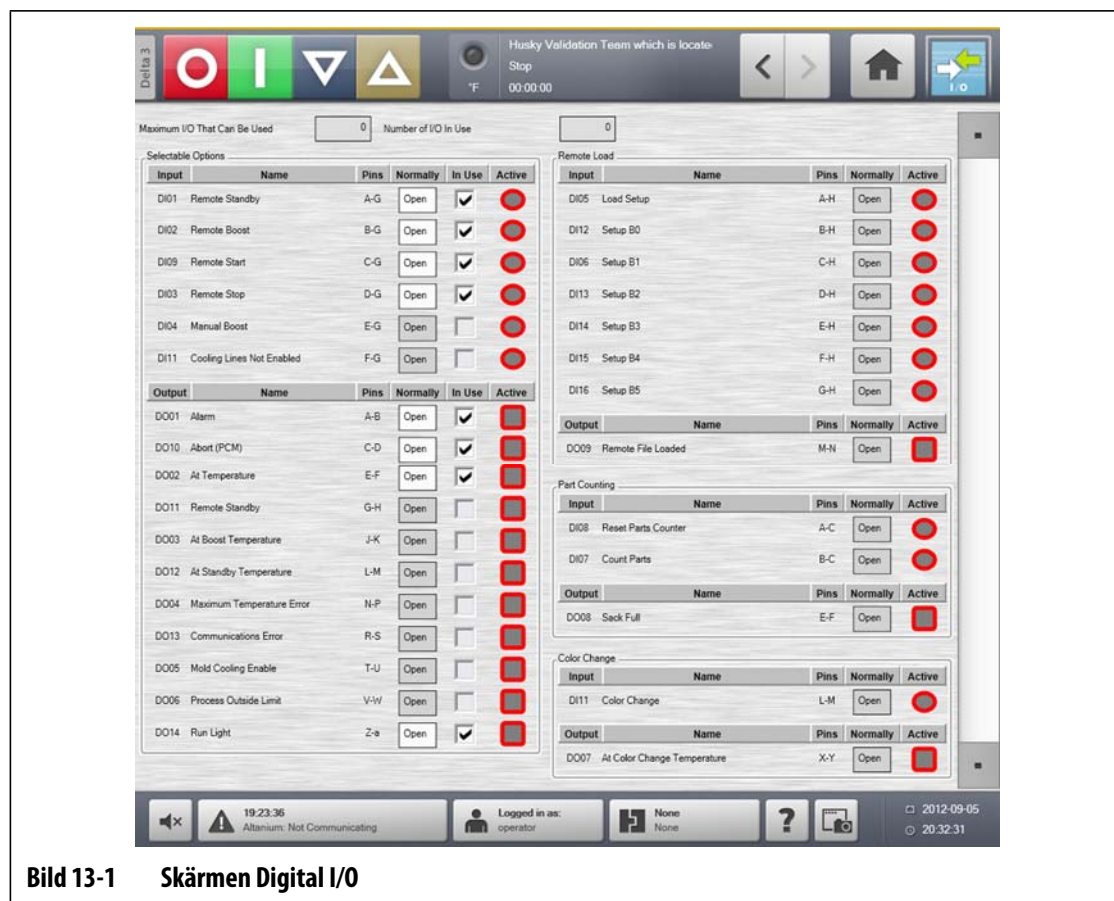 Delta 3
Husky Validation Team which is locate
Stop
°F 00:00:00
I/O
Maximum I/O That Can Be Used 0 Number of I/O In Use 0
Selectable Options
Input Name Pins Normally In Use Active
DI01 Remote Standby A-G Open
DI02 Remote Boost B-G Open
DI09 Remote Start C-G Open
DI03 Remote Stop D-G Open
DI04 Manual Boost E-G Open
DI11 Cooling Lines Not Enabled F-G Open
Output Name Pins Normally In Use Active
DO01 Alarm A-B Open
DO10 Abort (PCM) C-D Open
DO02 At Temperature E-F Open
DO11 Remote Standby G-H Open
DO03 At Boost Temperature J-K Open
DO12 At Standby Temperature L-M Open
DO04 Maximum Temperature Error N-P Open
DO13 Communications Error R-S Open
DO05 Mold Cooling Enable T-U Open
DO06 Process Outside Limit V-W Open
DO14 Run Light Z-a Open
Remote Load
Input Name Pins Normally Active
DI05 Load Setup A-H Open
DI12 Setup B0 B-H Open
DI06 Setup B1 C-H Open
DI13 Setup B2 D-H Open
DI14 Setup B3 E-H Open
DI15 Setup B4 F-H Open
DI16 Setup B5 G-H Open
Output Name Pins Normally Active
DO09 Remote File Loaded M-N Open
Part Counting
Input Name Pins Normally Active
DI08 Reset Parts Counter A-C Open
DI07 Count Parts B-C Open
Output Name Pins Normally Active
DO08 Sack Full E-F Open
Color Change
Input Name Pins Normally Active
DI11 Color Change L-M Open
Output Name Pins Normally Active
DO07 At Color Change Temperature X-Y Open
19:23:36
Altanium: Not Communicating
Logged in as:
operator
None
None
?
2012-09-05
20:32:31
Bild 13-1 Skärmen Digital I/O